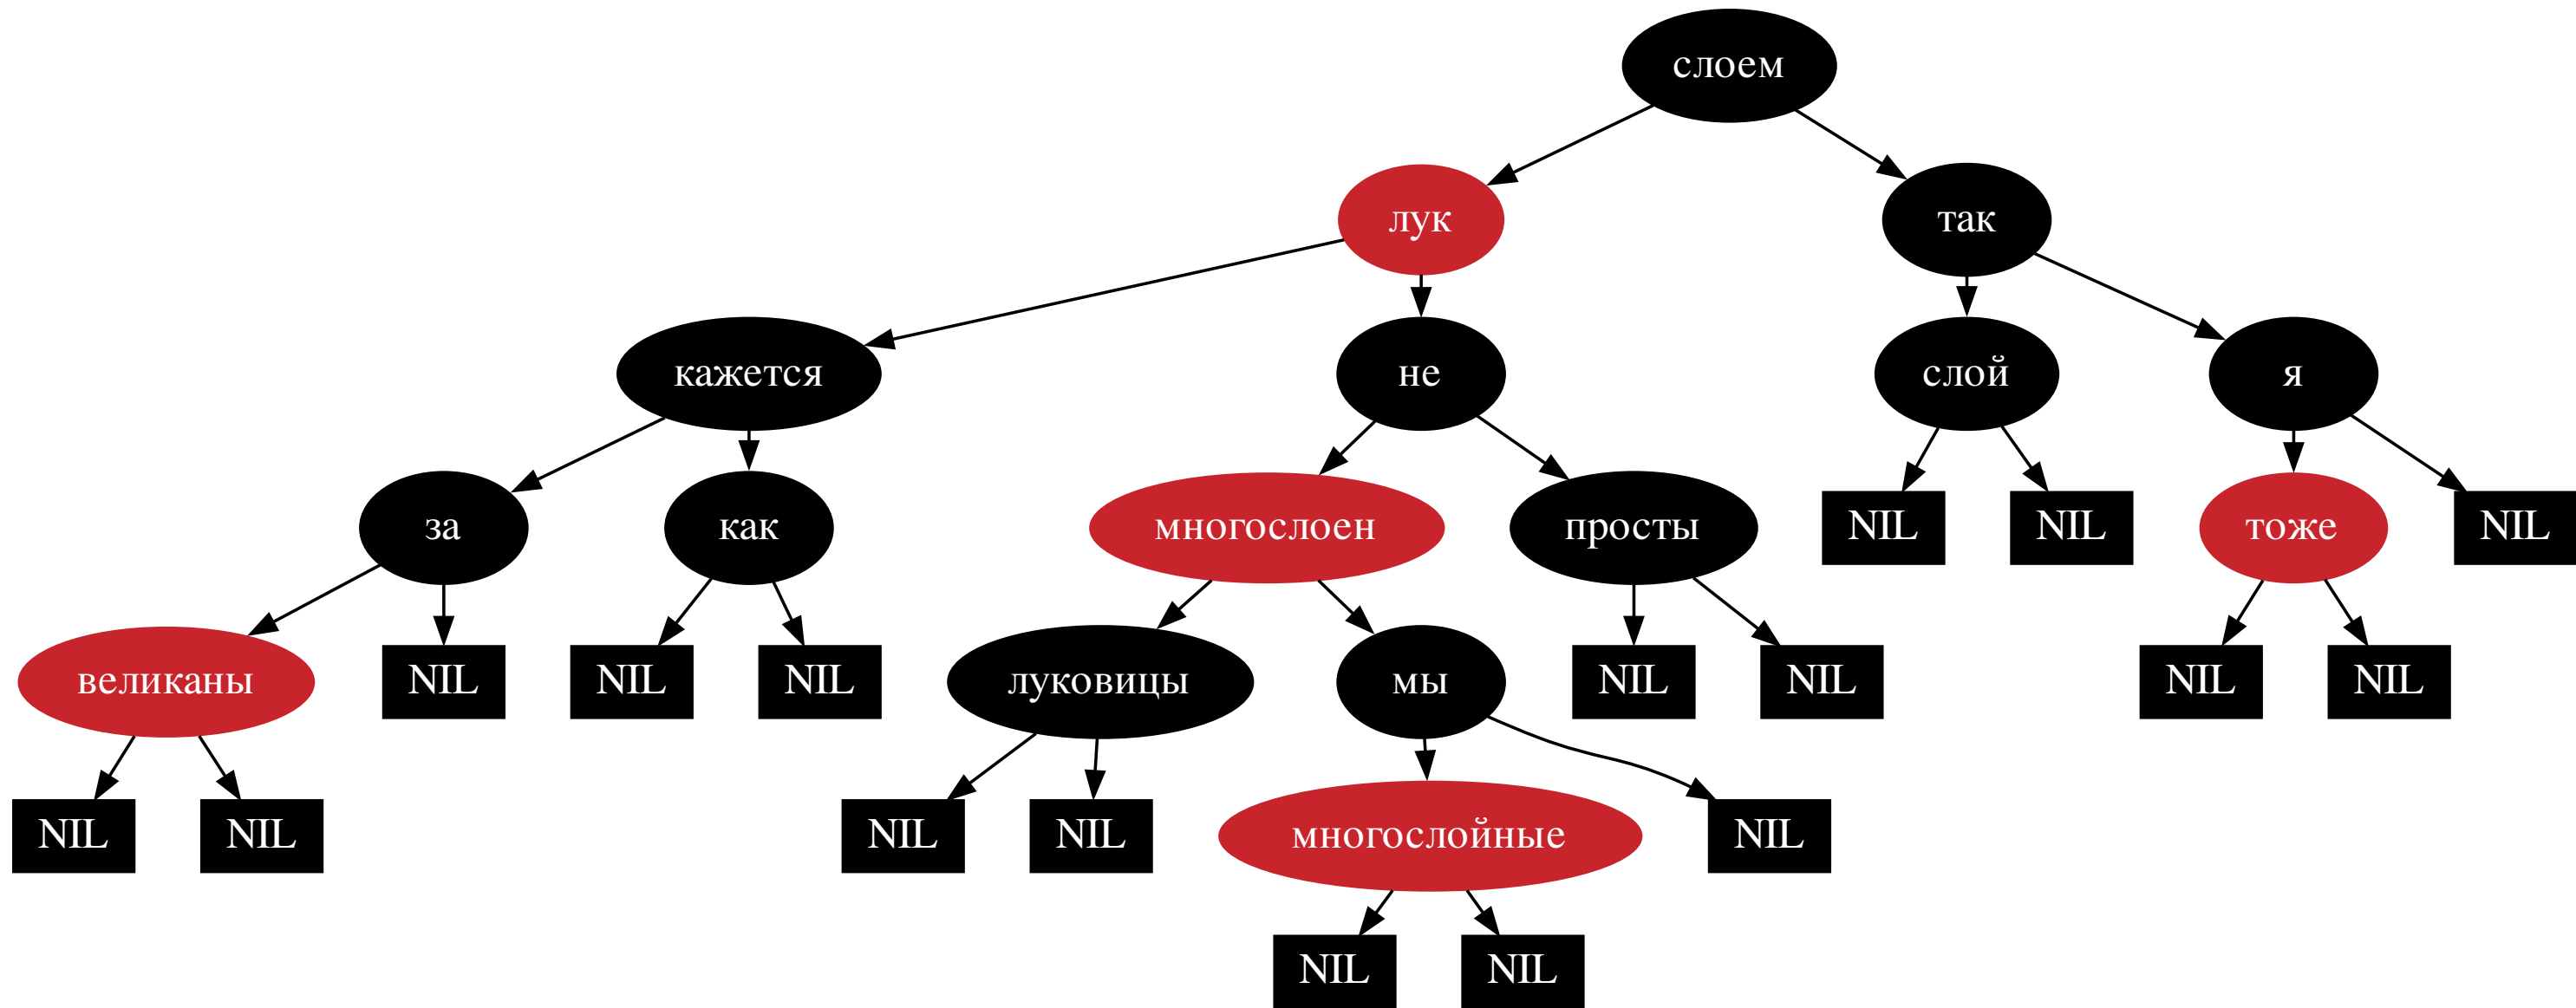 слоем
лук
так
кажется
не
слой
я
за
как
многослоен
просты
NIL
NIL
тоже
NIL
великаны
NIL
NIL
NIL
луковицы
мы
NIL
NIL
NIL
NIL
NIL
NIL
NIL
NIL
многослойные
NIL
NIL
NIL